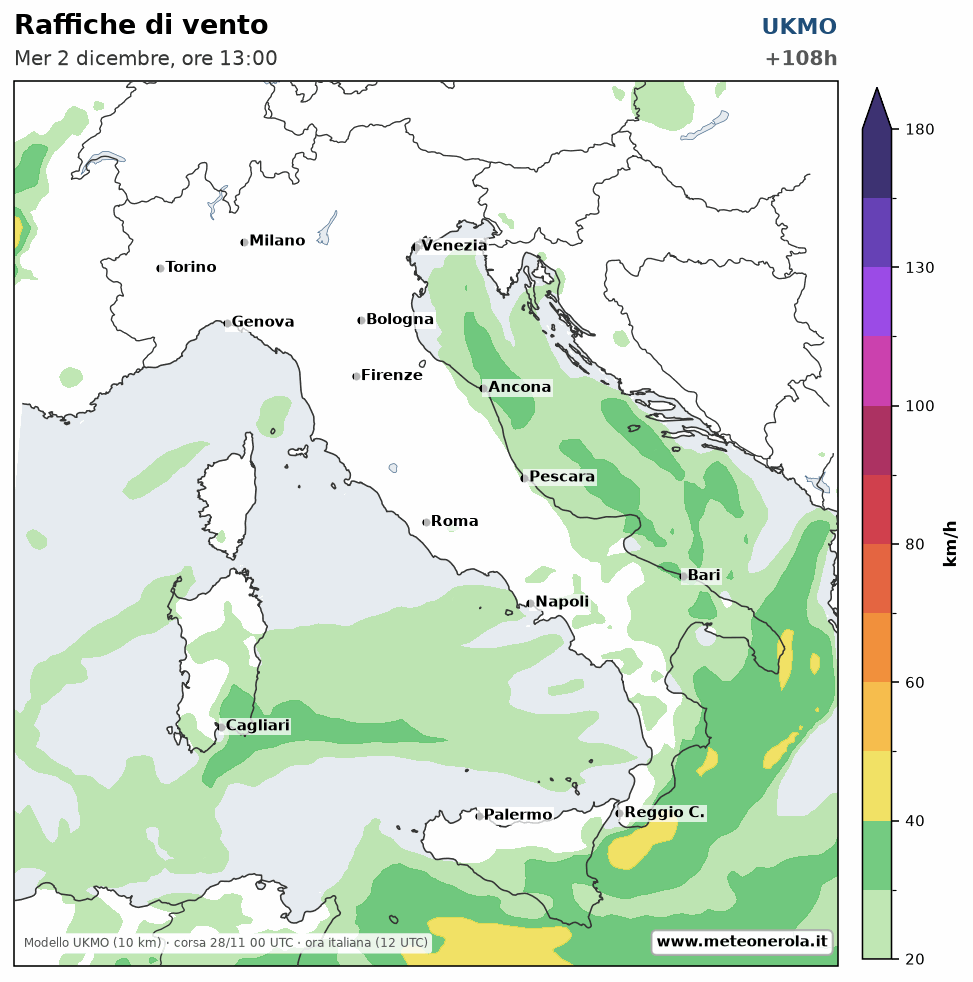 Raffiche di vento
UKMO
Mer 2 dicembre, ore 13:00
+108h
180
Milano
Venezia
Torino
130
Genova
Bologna
Firenze
Ancona
100
Pescara
Roma
80
km/h
Bari
Napoli
60
Cagliari
Palermo
Reggio C.
40
Modello UKMO (10 km) · corsa 28/11 00 UTC · ora italiana (12 UTC)
www.meteonerola.it
20